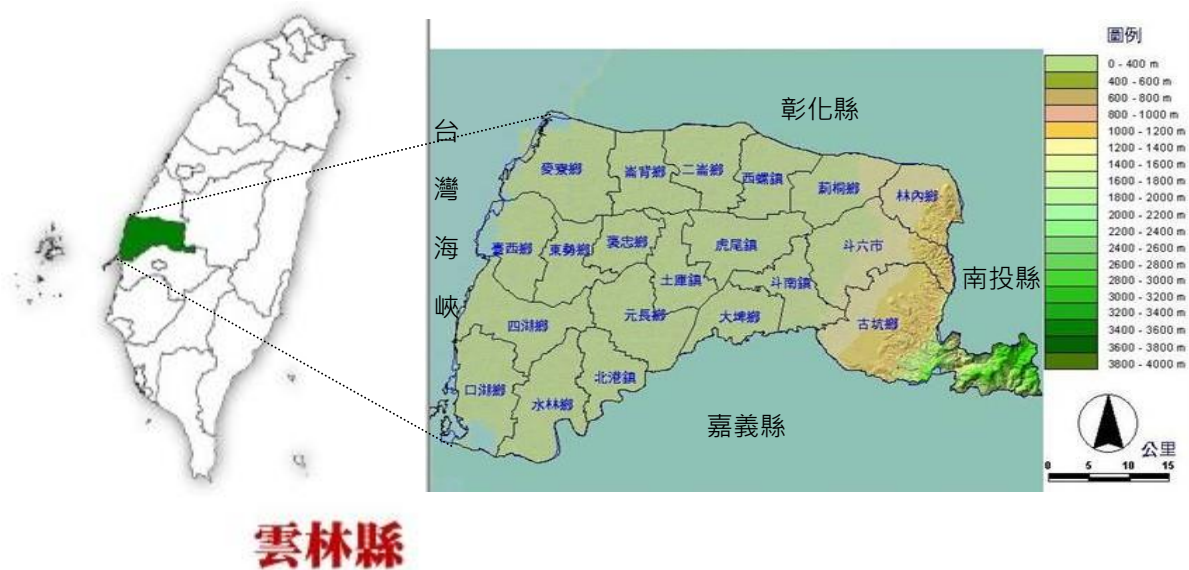 圖例
0 - 400 m
400 - 600 m
600 - 800 m
800 - 1000 m
1000 - 1200 m
1200 - 1400 m
1400 - 1600 m
1600 - 1800 m
1800 - 2000 m
2000 - 2200 m
2200 - 2400 m
2400 - 2600 m
2600 - 2800 m
2800 - 3000 m
3000 - 3200 m
3200 - 3400 m
3400 - 3600 m
3600 - 3800 m
3800 - 4000 m
彰化縣
台灣海峽
麥寮鄉
崙背鄉
二崙鄉
西螺鎮
莿桐鄉
林內鄉
臺西鄉
東勢鄉
褒忠鄉
虎尾鎮
斗六市
土庫鎮
斗南鎮
南投縣
四湖鄉
元長鄉
大埤鄉
古坑鄉
口湖鄉
水林鄉
北港鎮
嘉義縣
公里
0 5 10 15
雲林縣